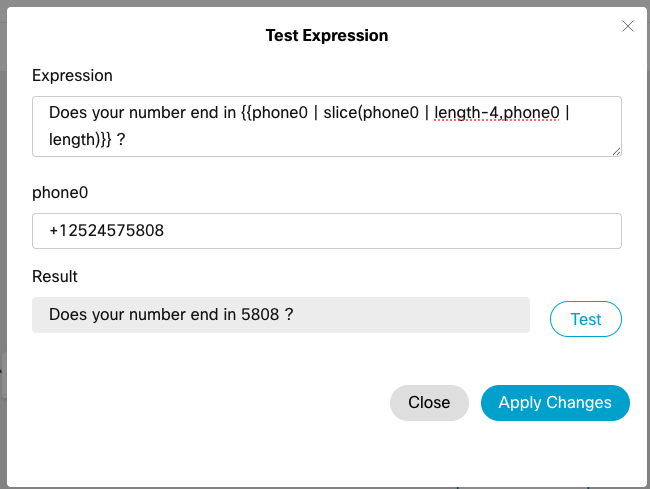 Test Expression
Expression
Does your number end in {{phone0 | slice(phone0 | length-4,phone0 |
length)}} ?
phone0
+12524575808
Result
Does your number end in 5808 ?
Test
Close
Apply Changes